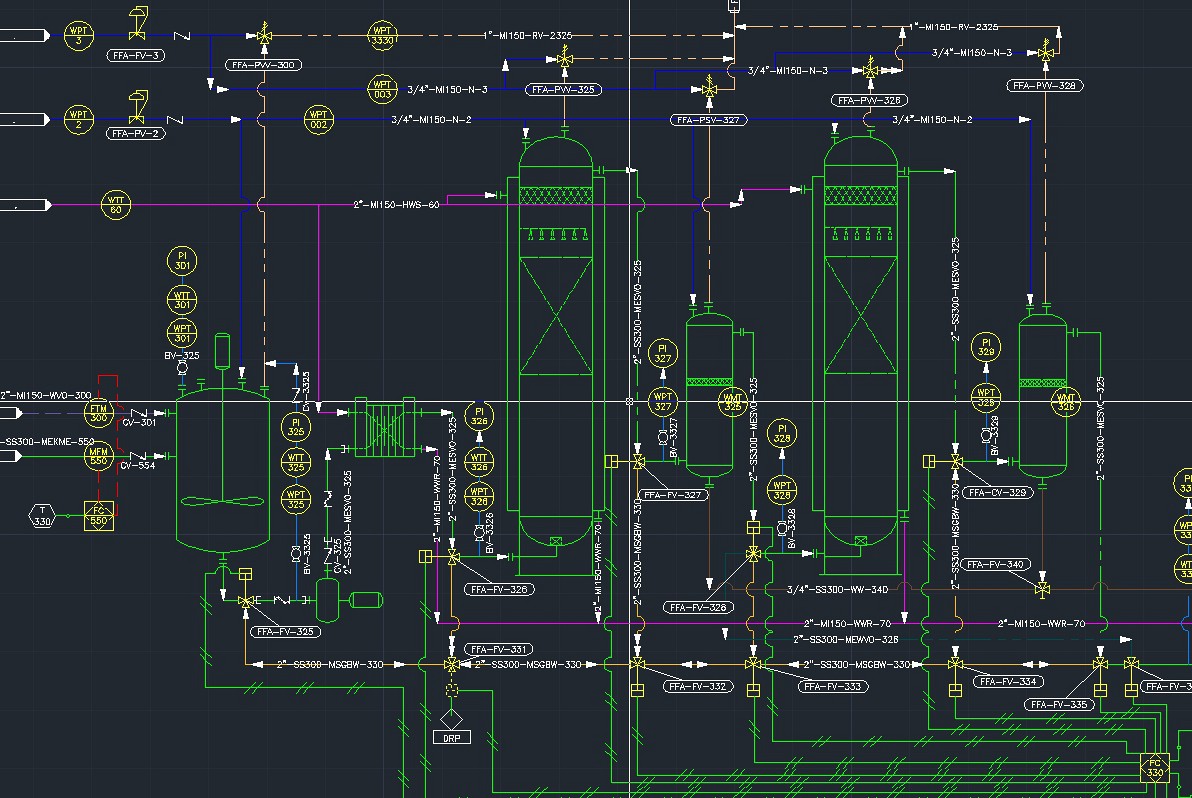 WPT
3
FFA-FV-3
FFA-PVV-300
WPT
3330
1"-MI150-RV-2325
1"-MI150-RV-2325
3/4"-MI150-N-3
FFA-PVV-328
3/4"-MI150-N-3
FFA-PVV-326
WPT
003
3/4"-MI150-N-3
FFA-PVV-325
WPT
2
FFA-PV-2
WPT
002
3/4"-MI150-N-2
FFA-PSV-327
3/4"-MI150-N-2
WTT
60
2"-MI150-HWS-60
PI
301
WTT
301
WPT
301
BV-325
2"-SS300-MESVO-325
2"-SS300-MESVO-325
PI
327
WPT
327
BV-3327
WMT
325
2"-SS300-MESVO-325
PI
329
WPT
BV-3329
WMT
326
2"-SS300-MESVO-325
2"-MI150-WVO-300
FTM
300
CV-301
-SS300-MEKME-550
MFM
550
CV-554
T
330
FC
550
CV-3325
PI
325
WTT
325
WPT
325
BV-3325
CV-325
2"-SS300-MESVO-325
PI
326
WTT
326
WPT
326
BV-3326
2"-MI150-WWR-70
2"-SS300-MESVO-325
PI
328
WPT
328
BV-3328
FFA-FV-327
FFA-CV-329
2"-MI150-WWR-70
2"-SS300-MSGBW-330
2"-SS300-MSGBW-330
FFA-FV-340
FFA-FV-326
FFA-FV-326
3/4"-SS300-WW-340
FFA-FV-325
2"-MI150-WWR-70
2"-MI150-WWR-70
2"-SS300-MEWVO-326
FFA-FV-331
2"-SS300-MSGBW-330
2"-SS300-MSGBW-330
2"-SS300-MSGBW-330
FFA-FV-332
FFA-FV-333
FFA-FV-334
FFA-FV-335
DRP
FC
330